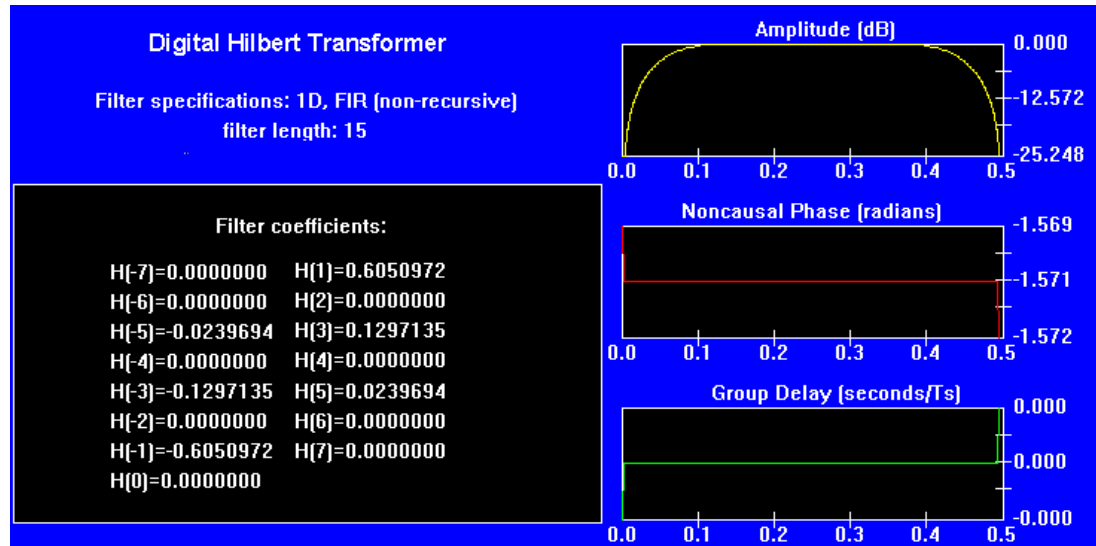 Digital Hilbert Transformer
Filter specifications: 1D, FIR (non-recursive)
filter length: 15
Filter coefficients:
H(-7)=0.0000000 H(1)=0.6050972
H(-6)=0.0000000 H(2)=0.0000000
H(-5)=-0.0239694 H(3)=0.1297135
H(-4)=0.0000000 H(4)=0.0000000
H(-3)=-0.1297135 H(5)=0.0239694
H(-2)=0.0000000 H(6)=0.0000000
H(-1)=-0.6050972 H(7)=0.0000000
H(0)=0.0000000
Amplitude (dB)
0.000
-12.572
-25.248
0.0 0.1 0.2 0.3 0.4 0.5
Noncausal Phase (radians)
-1.569
-1.571
-1.572
0.0 0.1 0.2 0.3 0.4 0.5
Group Delay (seconds/Ts)
0.000
-0.000
-0.000
0.0 0.1 0.2 0.3 0.4 0.5